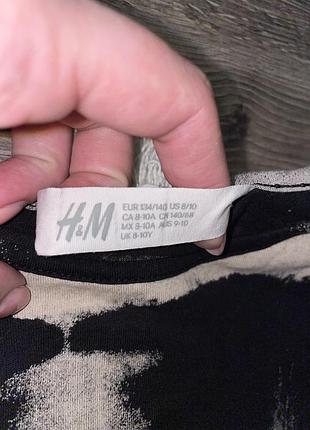 H&M
EUR 134/140 US 8/10
CA 8-10A CN 140/68
MX 8-10A AUS 9-10
UK 8-10Y